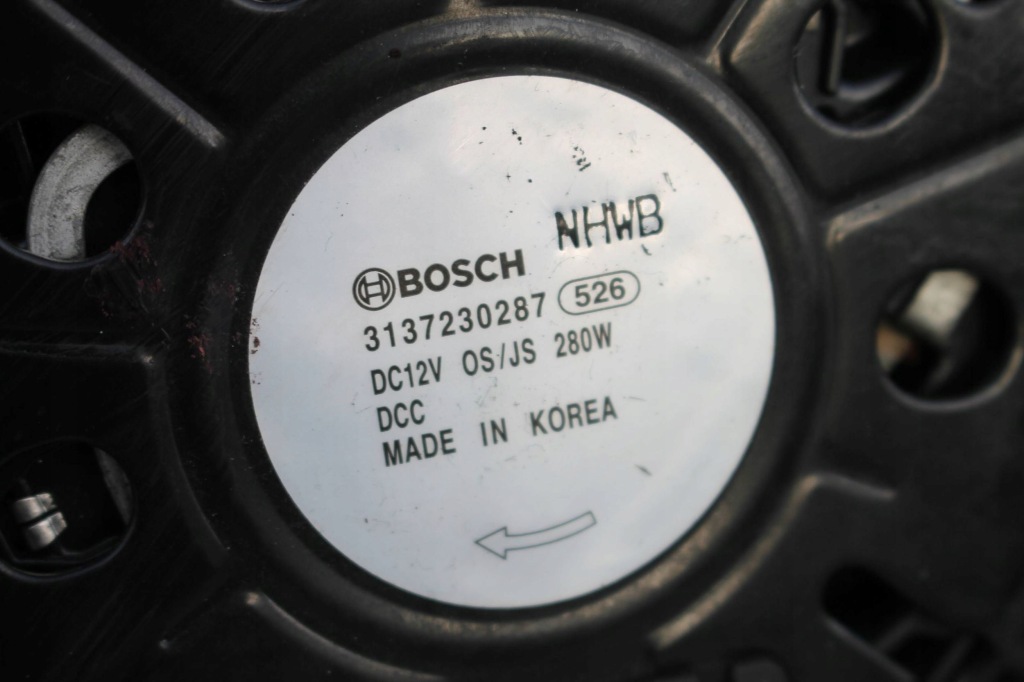 NHWB
BOSCH
3137230287 526
DC12V OS/JS 280W
DCC
MADE IN KOREA